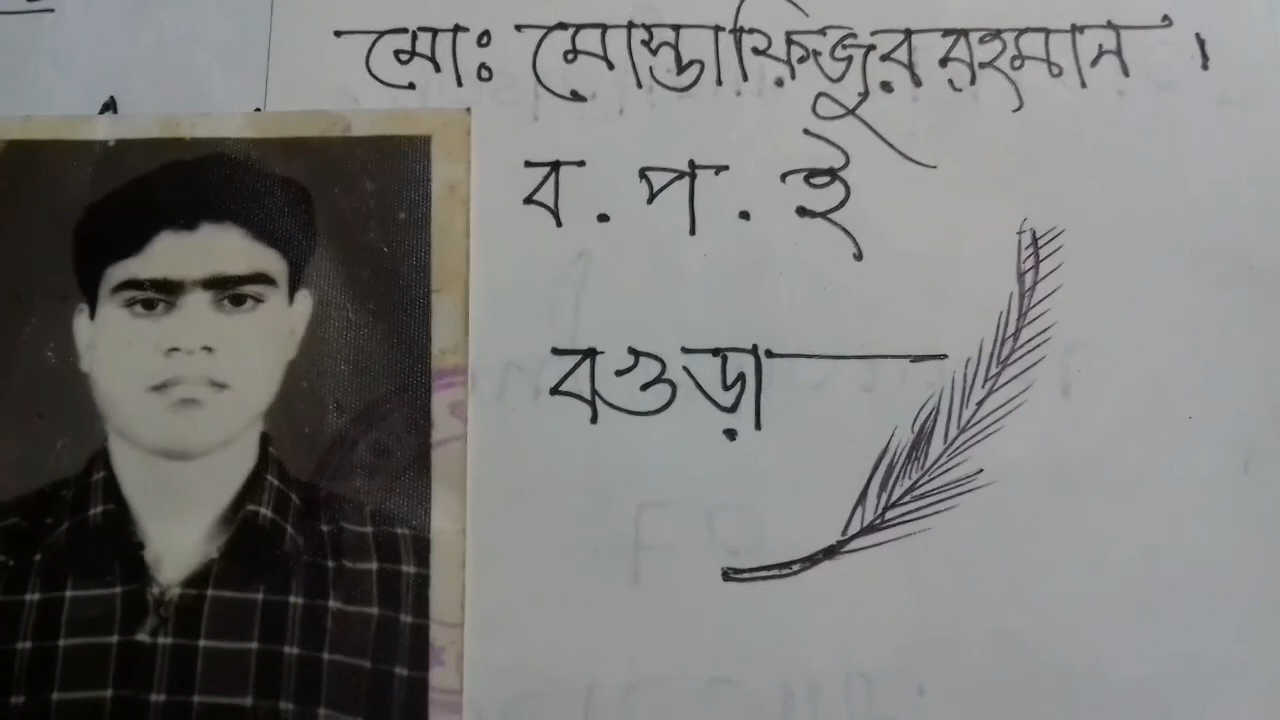 মোঃ মোস্তাফিজুর রহমান ।
ব . প . ই
বগুড়া